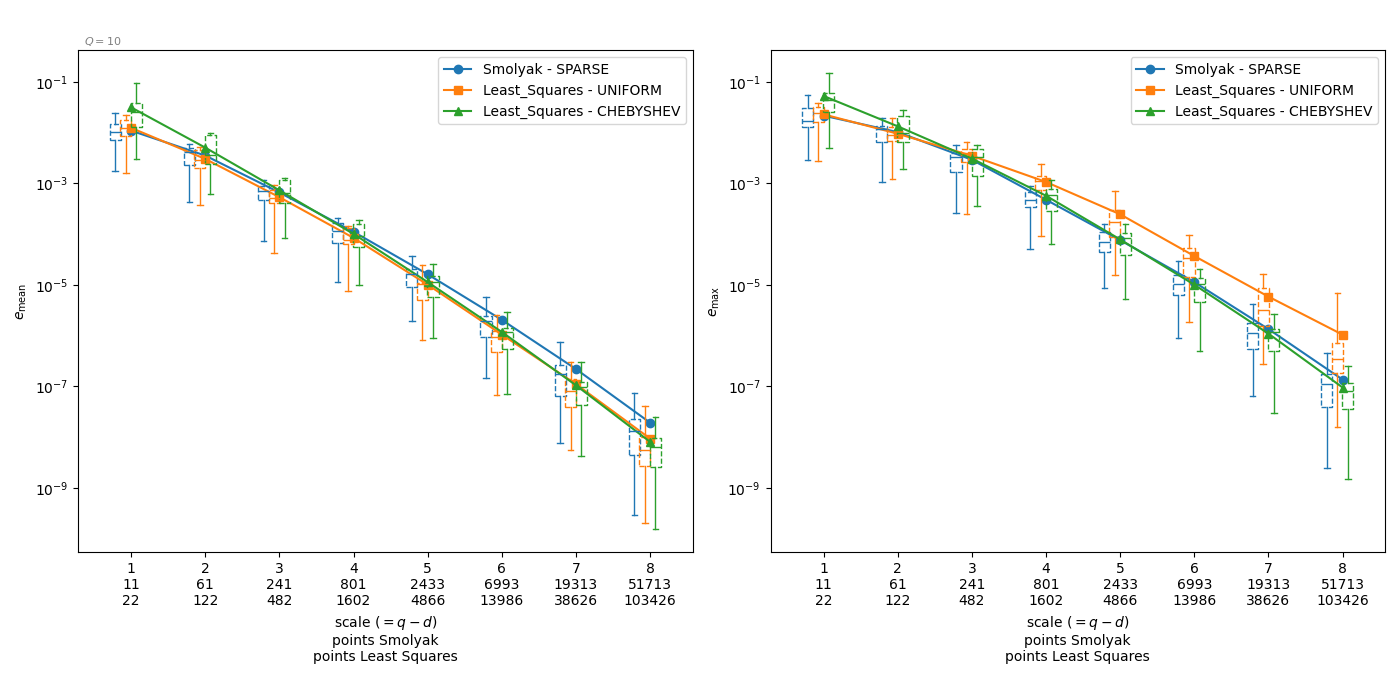 Q = 10
Smolyak - SPARSE
Least_Squares - UNIFORM
Least_Squares - CHEBYSHEV
10⁻¹
10⁻³
10⁻⁵
10⁻⁷
10⁻⁹
e_mean
1 2 3 4 5 6 7 8
11 61 241 801 2433 6993 19313 51713
22 122 482 1602 4866 13986 38626 103426
scale (= q − d)
points Smolyak
points Least Squares
Smolyak - SPARSE
Least_Squares - UNIFORM
Least_Squares - CHEBYSHEV
10⁻¹
10⁻³
10⁻⁵
10⁻⁷
10⁻⁹
e_max
1 2 3 4 5 6 7 8
11 61 241 801 2433 6993 19313 51713
22 122 482 1602 4866 13986 38626 103426
scale (= q − d)
points Smolyak
points Least Squares